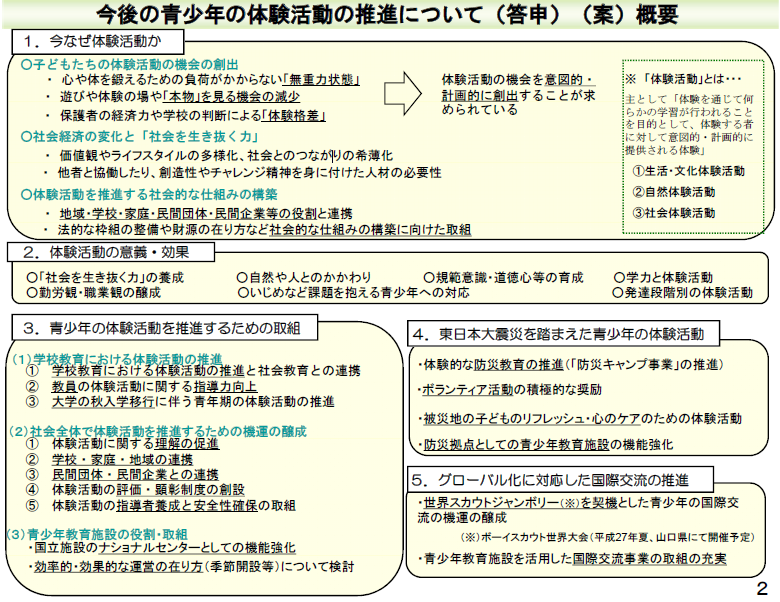 今後の青少年の体験活動の推進について（答申）（案）概要
１．今なぜ体験活動か
○子どもたちの体験活動の機会の創出
・ 心や体を鍛えるための負荷がかからない「無重力状態」
・ 遊びや体験の場や「本物」を見る機会の減少
・ 保護者の経済力や学校の判断による「体験格差」
○社会経済の変化と「社会を生き抜く力」
・ 価値観やライフスタイルの多様化、社会とのつながりの希薄化
・ 他者と協働したり、創造性やチャレンジ精神を身に付けた人材の必要性
○体験活動を推進する社会的な仕組みの構築
・ 地域・学校・家庭・民間団体・民間企業等の役割と連携
・ 法的な枠組の整備や財源の在り方など社会的な仕組みの構築に向けた取組
体験活動の機会を意図的・
計画的に創出することが求
められている
※ 「体験活動」とは・・・
主として「体験を通じて何
らかの学習が行われること
を目的として、体験する者
に対して意図的・計画的に
提供される体験」
①生活・文化体験活動
②自然体験活動
③社会体験活動
２．体験活動の意義・効果
○「社会を生き抜く力」の養成 ○自然や人とのかかわり ○規範意識・道徳心等の育成 ○学力と体験活動
○勤労観・職業観の醸成 ○いじめなど課題を抱える青少年への対応 ○発達段階別の体験活動
３．青少年の体験活動を推進するための取組
（１）学校教育における体験活動の推進
① 学校教育における体験活動の推進と社会教育との連携
② 教員の体験活動に関する指導力向上
③ 大学の秋入学移行に伴う青年期の体験活動の推進
（２）社会全体で体験活動を推進するための機運の醸成
① 体験活動に関する理解の促進
② 学校・家庭・地域の連携
③ 民間団体・民間企業との連携
④ 体験活動の評価・顕彰制度の創設
⑤ 体験活動の指導者養成と安全性確保の取組
（３）青少年教育施設の役割・取組
・国立施設のナショナルセンターとしての機能強化
・効率的・効果的な運営の在り方（季節開設等）について検討
４．東日本大震災を踏まえた青少年の体験活動
・体験的な防災教育の推進（「防災キャンプ事業」の推進）
・ボランティア活動の積極的な奨励
・被災地の子どものリフレッシュ・心のケアのための体験活動
・防災拠点としての青少年教育施設の機能強化
５．グローバル化に対応した国際交流の推進
・世界スカウトジャンボリー（※）を契機とした青少年の国際交
流の機運の醸成
（※）ボーイスカウト世界大会（平成27年夏、山口県にて開催予定）
・青少年教育施設を活用した国際交流事業の取組の充実
2